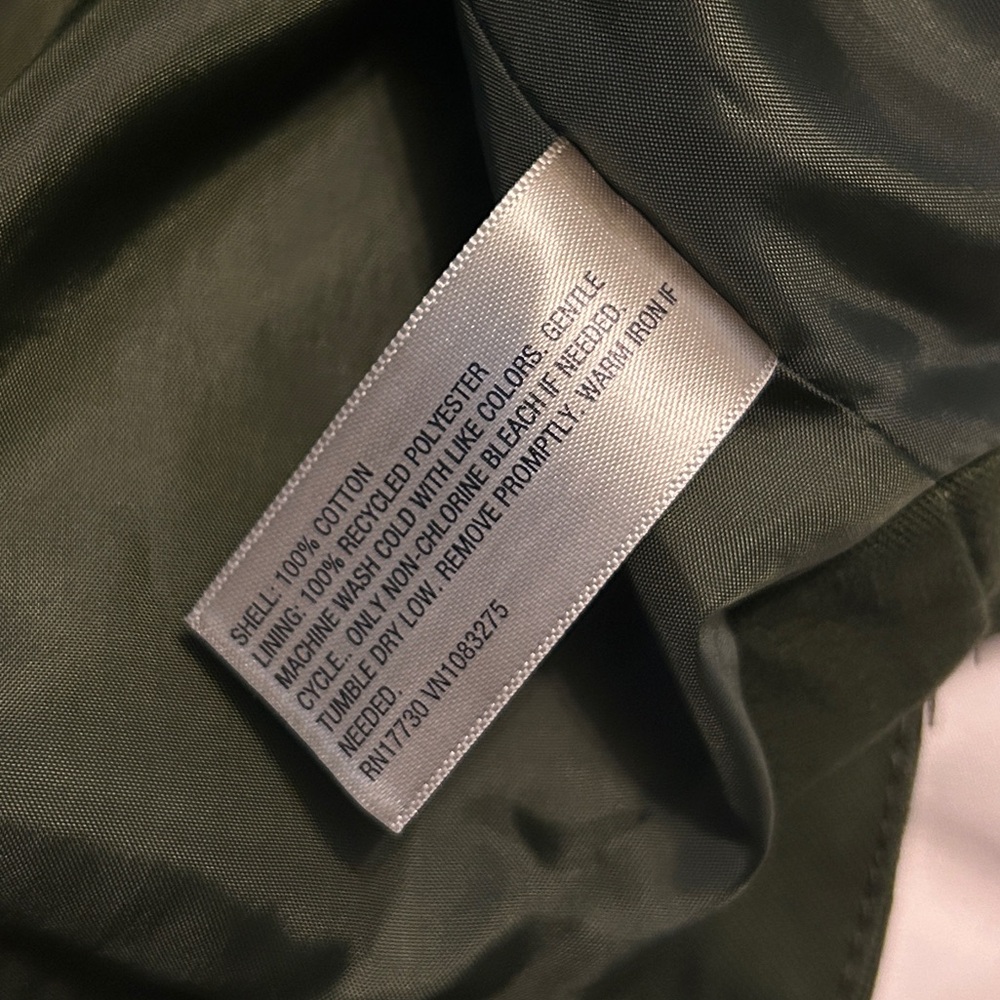 SHELL: 100% COTTON
LINING: 100% RECYCLED POLYESTER
MACHINE WASH COLD WITH LIKE COLORS. GENTLE
CYCLE.. ONLY NON-CHLORINE BLEACH IF NEEDED.
TUMBLE DRY LOW. REMOVE PROMPTLY. WARM IRON IF
NEEDED.
RN17730 VN1083275